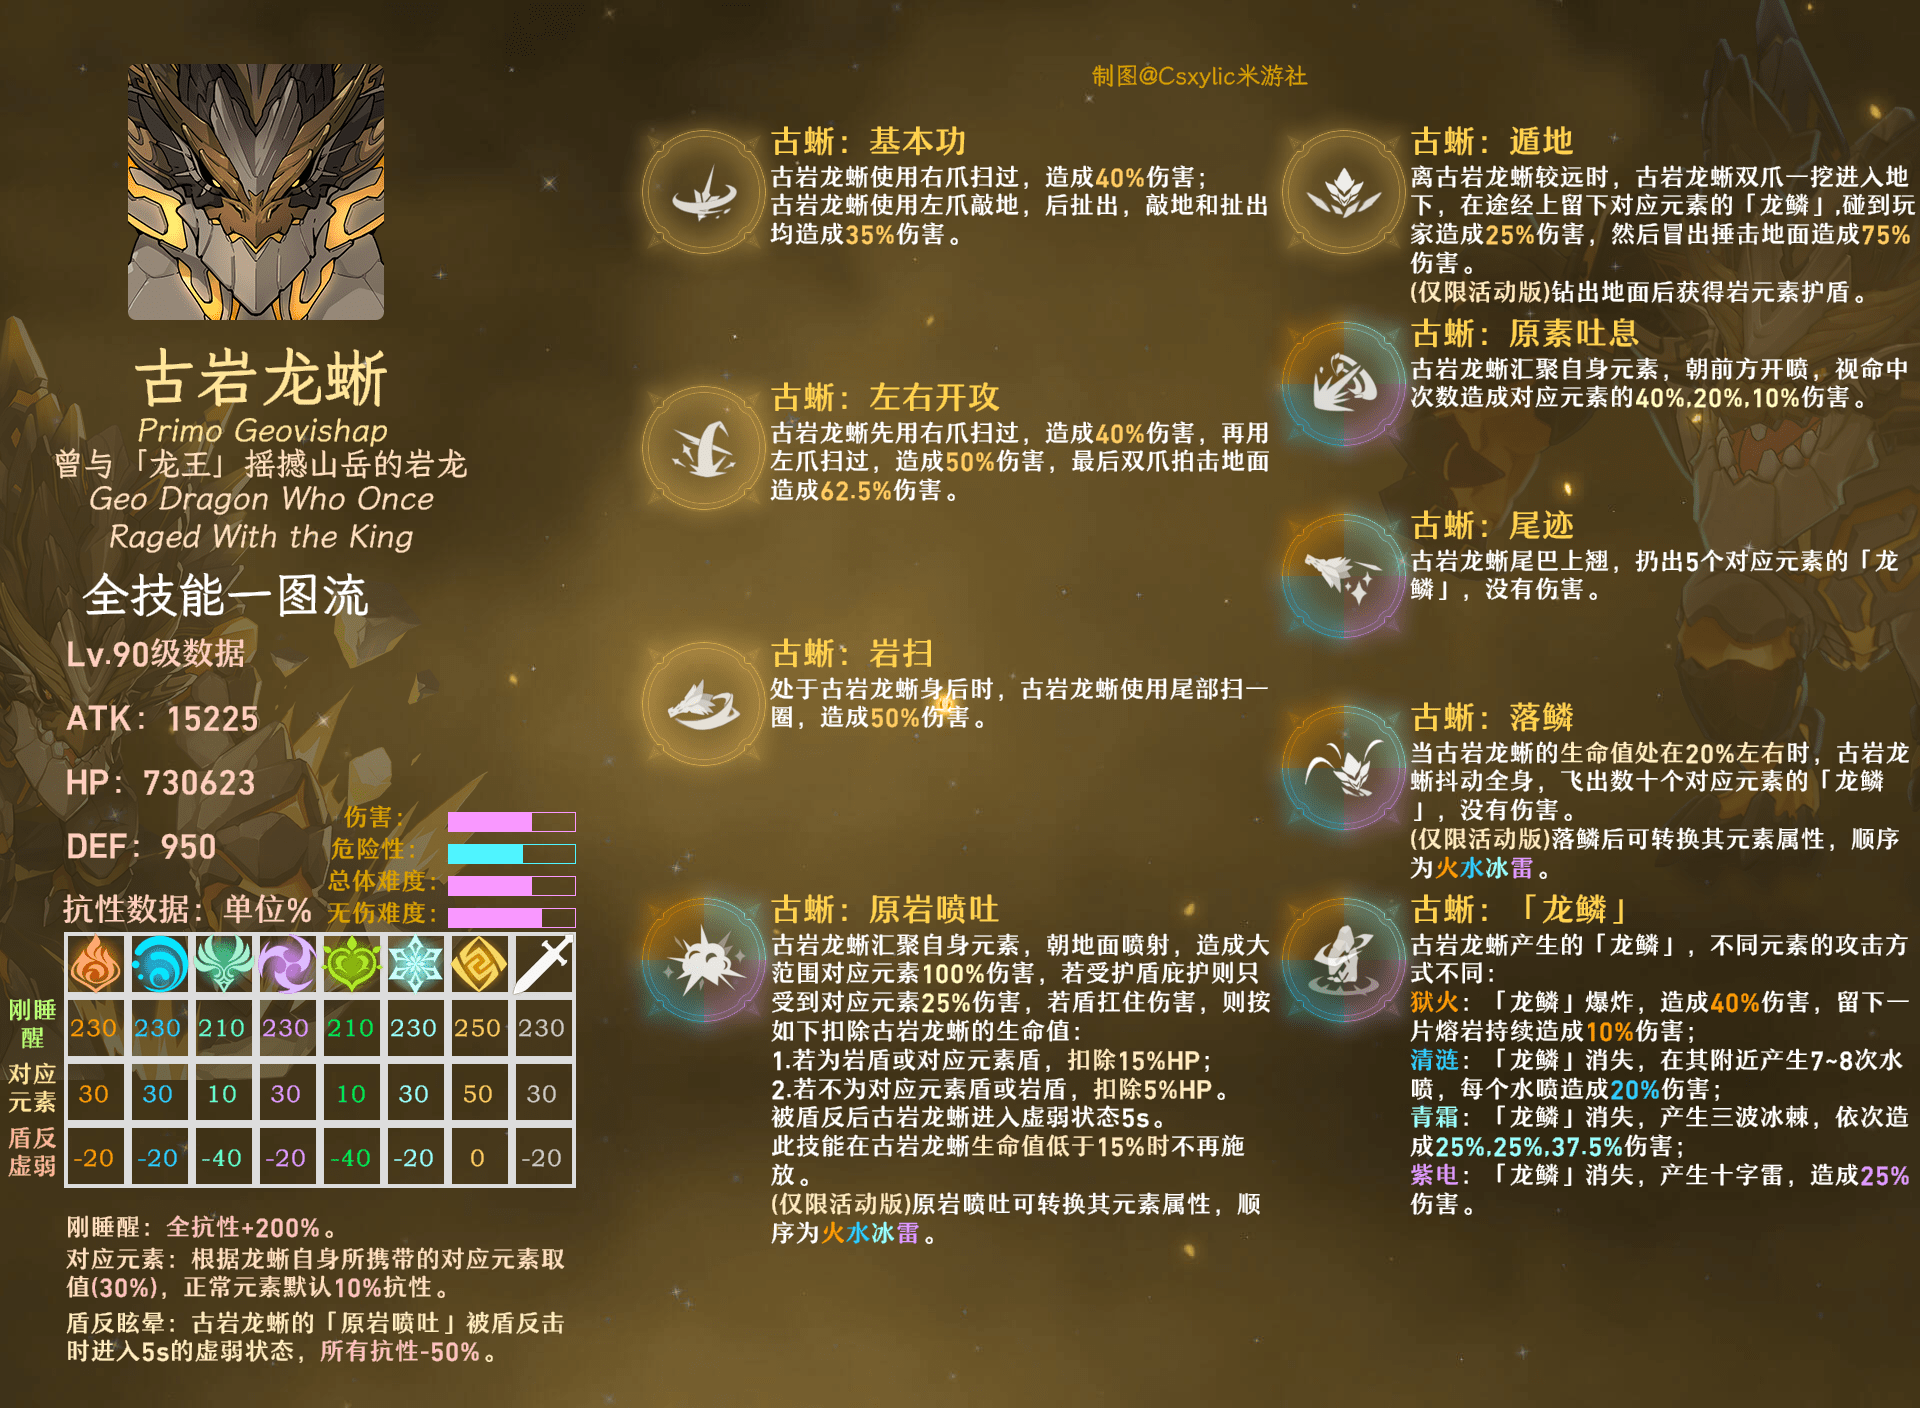 制图@Csxylic米游社
古岩龙蜥
Primo Geovishap
曾与「龙王」摇撼山岳的岩龙
Geo Dragon Who Once
Raged With the King
全技能一图流
Lv.90级数据
ATK：15225
HP：730623
DEF：950
伤害：
危险性：
总体难度：
无伤难度：
抗性数据：单位%
刚睡醒 230 230 210 230 210 230 250 230
对应元素 30 30 10 30 10 30 50 30
盾反虚弱 -20 -20 -40 -20 -40 -20 0 -20
刚睡醒：全抗性+200%。
对应元素：根据龙蜥自身所携带的对应元素取
值(30%)，正常元素默认10%抗性。
盾反眩晕：古岩龙蜥的「原岩喷吐」被盾反击
时进入5s的虚弱状态，所有抗性-50%。
古蜥：基本功
古岩龙蜥使用右爪扫过，造成40%伤害；
古岩龙蜥使用左爪敲地，后扯出，敲地和扯出
均造成35%伤害。
古蜥：左右开攻
古岩龙蜥先用右爪扫过，造成40%伤害，再用
左爪扫过，造成50%伤害，最后双爪拍击地面
造成62.5%伤害。
古蜥：岩扫
处于古岩龙蜥身后时，古岩龙蜥使用尾部扫一
圈，造成50%伤害。
古蜥：原岩喷吐
古岩龙蜥汇聚自身元素，朝地面喷射，造成大
范围对应元素100%伤害，若受护盾庇护则只
受到对应元素25%伤害，若盾扛住伤害，则按
如下扣除古岩龙蜥的生命值：
1.若为岩盾或对应元素盾，扣除15%HP；
2.若不为对应元素盾或岩盾，扣除5%HP。
被盾反后古岩龙蜥进入虚弱状态5s。
此技能在古岩龙蜥生命值低于15%时不再施
放。
(仅限活动版)原岩喷吐可转换其元素属性，顺
序为火水冰雷。
古蜥：遁地
离古岩龙蜥较远时，古岩龙蜥双爪一挖进入地
下，在途经上留下对应元素的「龙鳞」,碰到玩
家造成25%伤害，然后冒出捶击地面造成75%
伤害。
(仅限活动版)钻出地面后获得岩元素护盾。
古蜥：原素吐息
古岩龙蜥汇聚自身元素，朝前方开喷，视命中
次数造成对应元素的40%,20%,10%伤害。
古蜥：尾迹
古岩龙蜥尾巴上翘，扔出5个对应元素的「龙
鳞」，没有伤害。
古蜥：落鳞
当古岩龙蜥的生命值处在20%左右时，古岩龙
蜥抖动全身，飞出数十个对应元素的「龙鳞
」，没有伤害。
(仅限活动版)落鳞后可转换其元素属性，顺序
为火水冰雷。
古蜥：「龙鳞」
古岩龙蜥产生的「龙鳞」，不同元素的攻击方
式不同：
狱火：「龙鳞」爆炸，造成40%伤害，留下一
片熔岩持续造成10%伤害；
清涟：「龙鳞」消失，在其附近产生7~8次水
喷，每个水喷造成20%伤害；
青霜：「龙鳞」消失，产生三波冰棘，依次造
成25%,25%,37.5%伤害；
紫电：「龙鳞」消失，产生十字雷，造成25%
伤害。